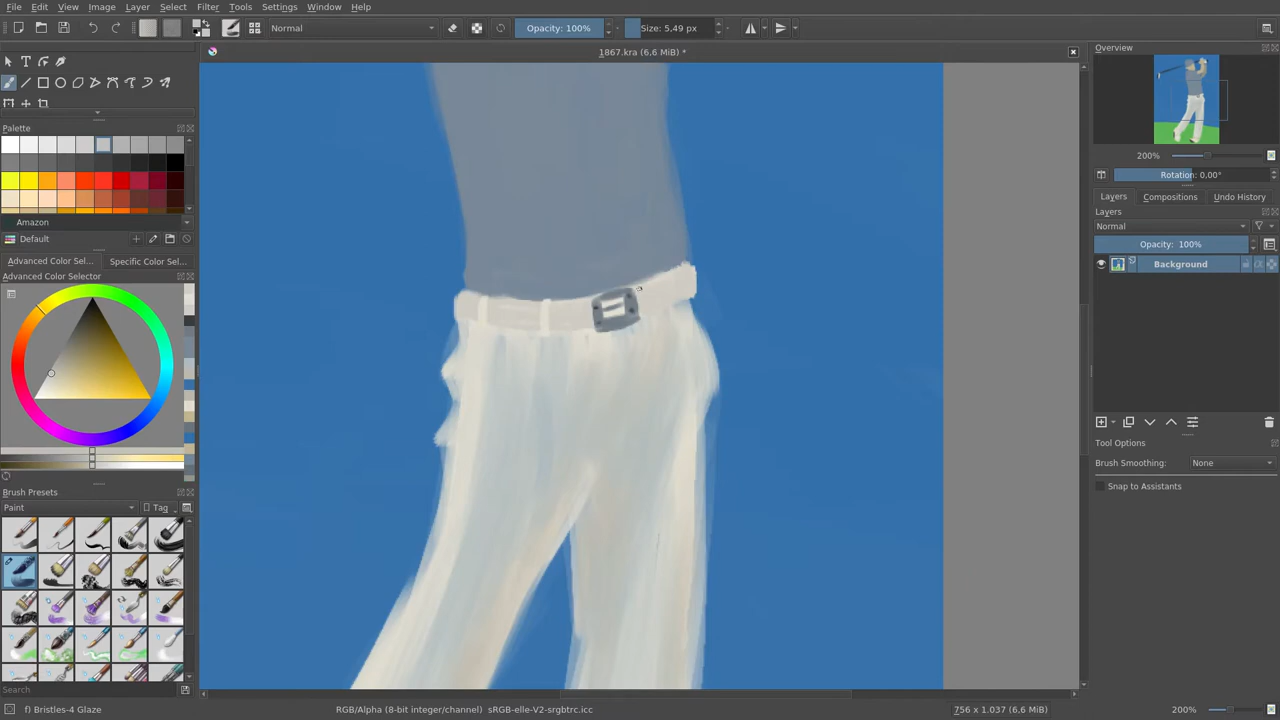 File Edit View Image Layer Select Filter Tools Settings Window Help
Normal
Opacity: 100%
Size: 5,49 px
1867.kra (6,6 MiB) *
Overview
200%
Rotation: 0,00°
Palette
Amazon
Default
Advanced Color Sel...
Specific Color Sel...
Advanced Color Selector
Brush Presets
Paint
Tag
Search
f) Bristles-4 Glaze
RGB/Alpha (8-bit integer/channel) sRGB-elle-V2-srgbtrc.icc
756 x 1.037 (6,6 MiB)
200%
Layers Compositions Undo History
Layers
Normal
Opacity: 100%
Background
Tool Options
Brush Smoothing: None
Snap to Assistants